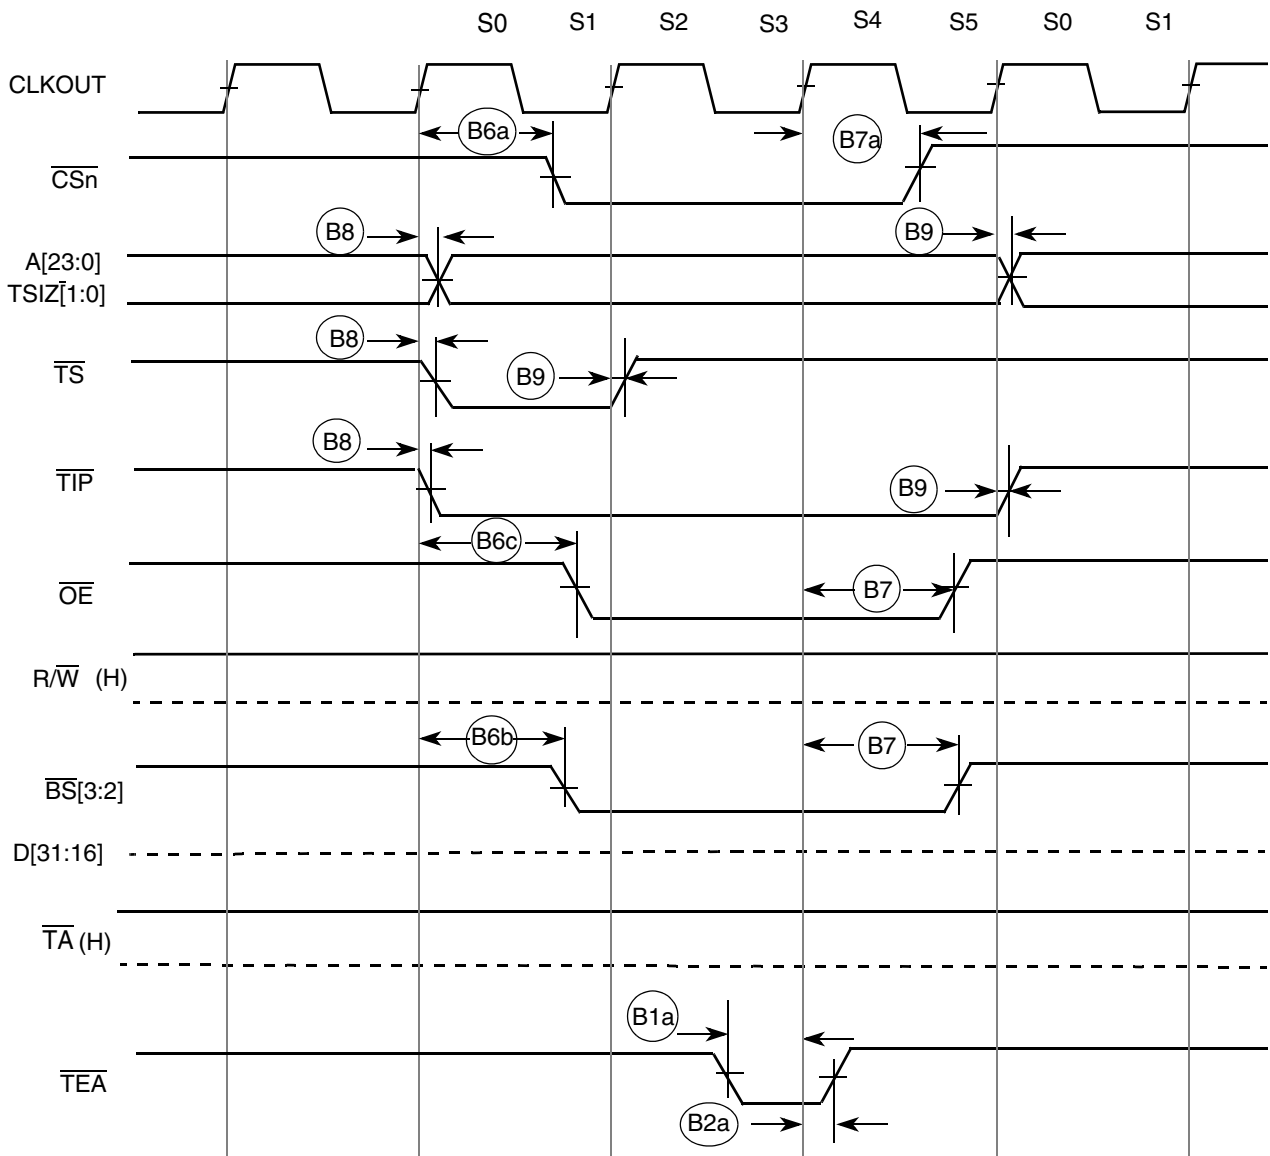 S0 S1 S2 S3 S4 S5 S0 S1
CLKOUT
B6a B7a
CSn
B8 B9
A[23:0]
TSIZ[1:0]
B8
TS B9
B8
TIP B9
B6c
OE B7
R/W (H)
B6b B7
BS[3:2]
D[31:16]
TA (H)
B1a
TEA
B2a